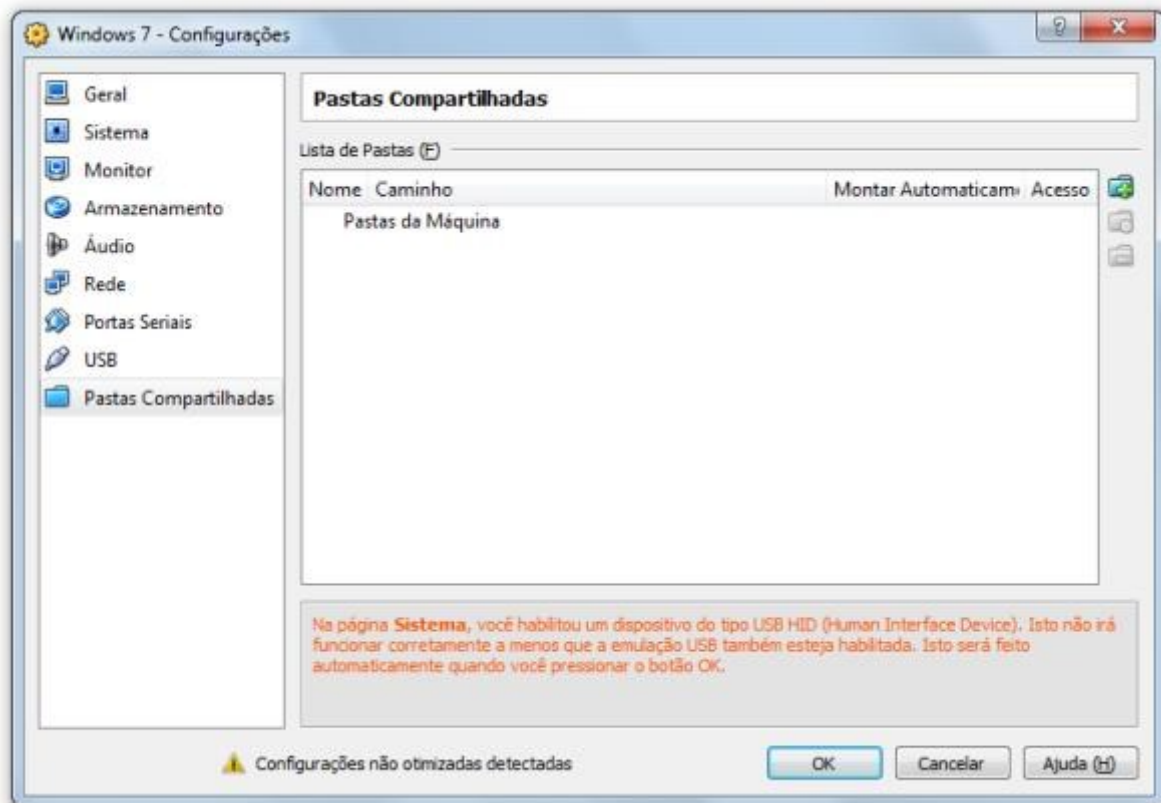 Windows 7 - Configurações
Geral
Sistema
Monitor
Armazenamento
Áudio
Rede
Portas Seriais
USB
Pastas Compartilhadas
Pastas Compartilhadas
Lista de Pastas (F)
Nome Caminho Montar Automaticam Acesso
Pastas da Máquina
Na página Sistema, você habilitou um dispositivo do tipo USB HID (Human Interface Device). Isto não irá
funcionar corretamente a menos que a emulação USB também esteja habilitada. Isto será feito
automaticamente quando você pressionar o botão OK.
Configurações não otimizadas detectadas
OK Cancelar Ajuda (H)